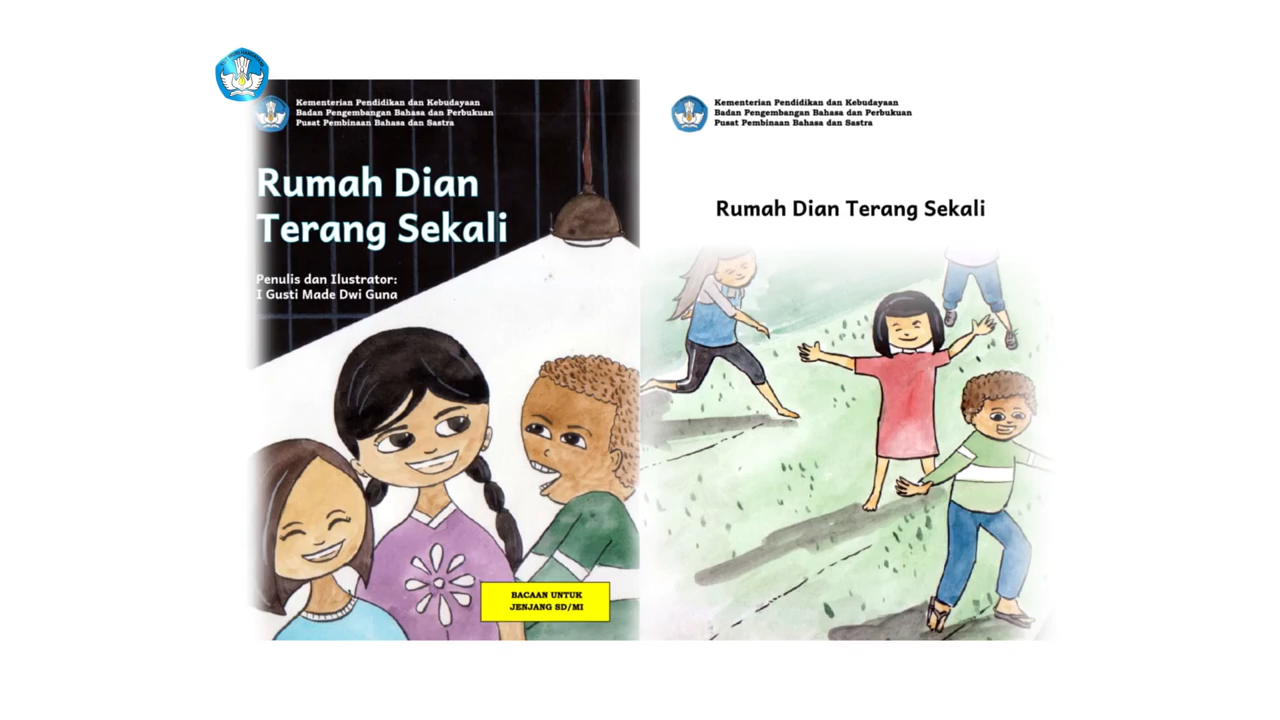 Kementerian Pendidikan dan Kebudayaan
Badan Pengembangan Bahasa dan Perbukuan
Pusat Pembinaan Bahasa dan Sastra
Rumah Dian
Terang Sekali
Penulis dan Ilustrator:
I Gusti Made Dwi Guna
BACAAN UNTUK
JENJANG SD/MI
Kementerian Pendidikan dan Kebudayaan
Badan Pengembangan Bahasa dan Perbukuan
Pusat Pembinaan Bahasa dan Sastra
Rumah Dian Terang Sekali